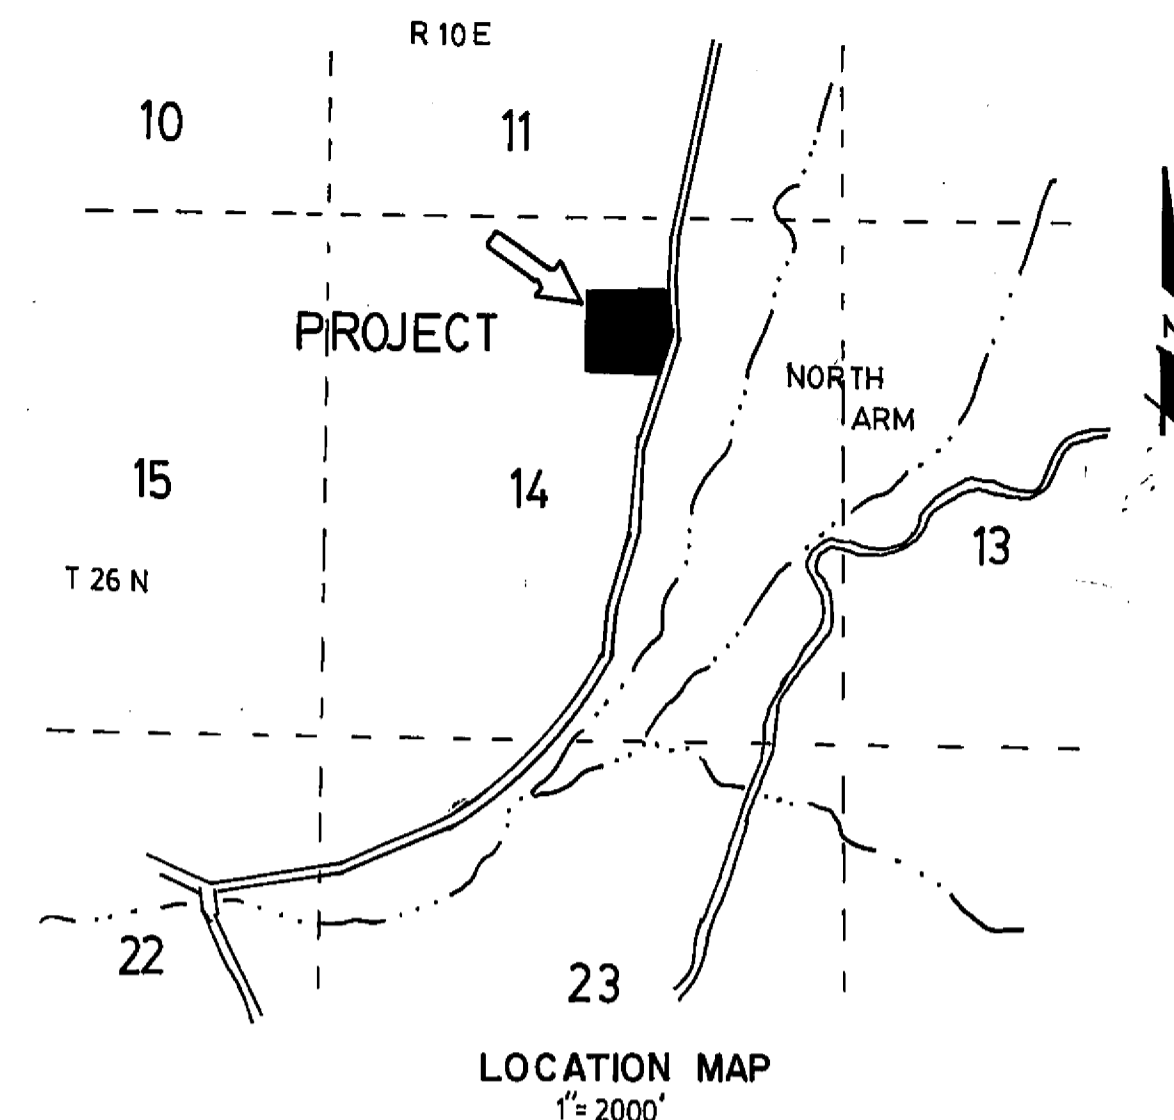 R 10 E
10
11
PROJECT
NORTH
ARM
15
14
13
T 26 N
22
23
LOCATION MAP
1"= 2000'
N